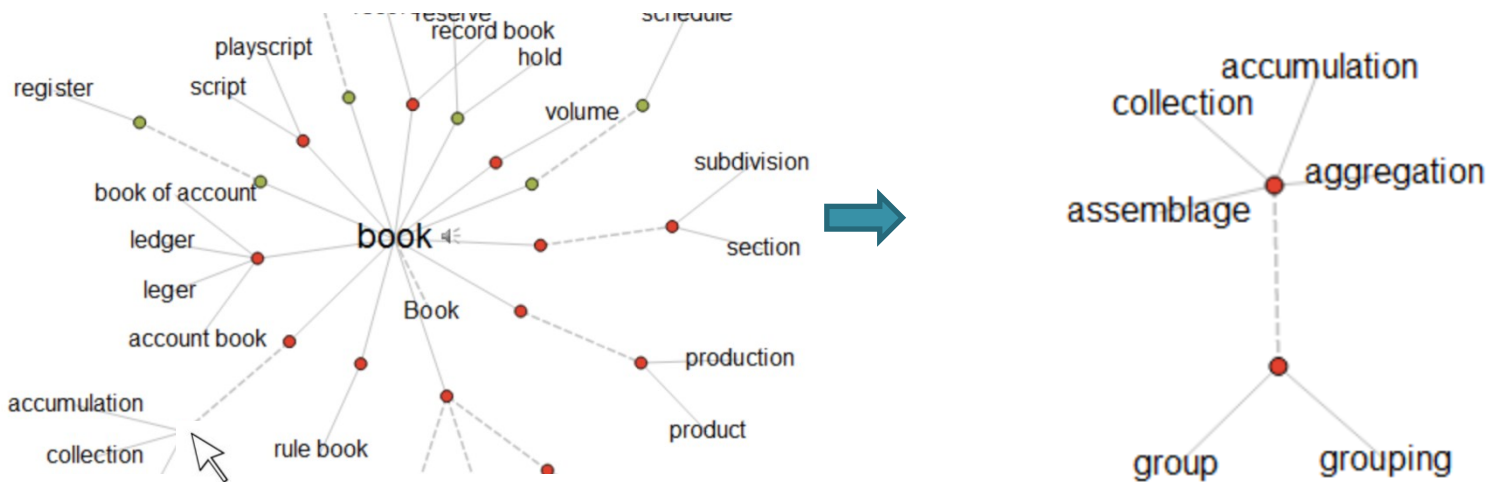 reserve
schedule
record book
playscript
hold
register
script
volume
subdivision
book of account
ledger
book
section
leger
Book
account book
production
accumulation
product
rule book
collection
accumulation
collection
aggregation
assemblage
group
grouping